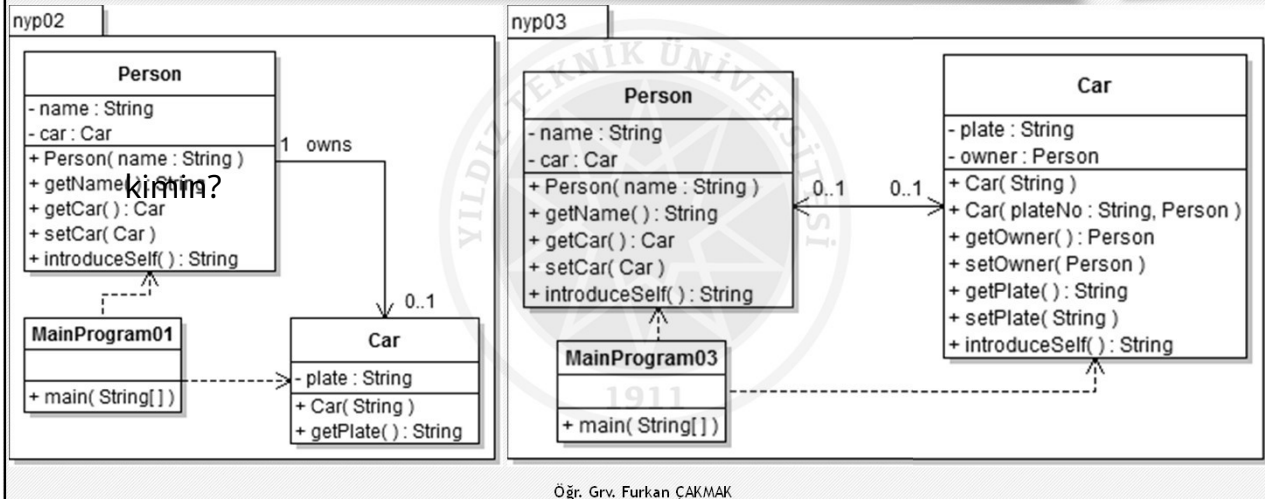 nyp02
Person
- name : String
- car : Car
+ Person( name : String )
+ getName( ) : String
kimin?
+ getCar( ) : Car
+ setCar( Car )
+ introduceSelf( ) : String
1 owns
0..1
MainProgram01
+ main( String[ ] )
Car
- plate : String
+ Car( String )
+ getPlate( ) : String
nyp03
Person
- name : String
- car : Car
+ Person( name : String )
+ getName( ) : String
+ getCar( ) : Car
+ setCar( Car )
+ introduceSelf( ) : String
0..1 0..1
Car
- plate : String
- owner : Person
+ Car( String )
+ Car( plateNo : String, Person )
+ getOwner( ) : Person
+ setOwner( Person )
+ getPlate( ) : String
+ setPlate( String )
+ introduceSelf( ) : String
MainProgram03
+ main( String[ ] )
YILDIZ TEKNİK ÜNİVERSİTESİ
1911
Öğr. Grv. Furkan ÇAKMAK